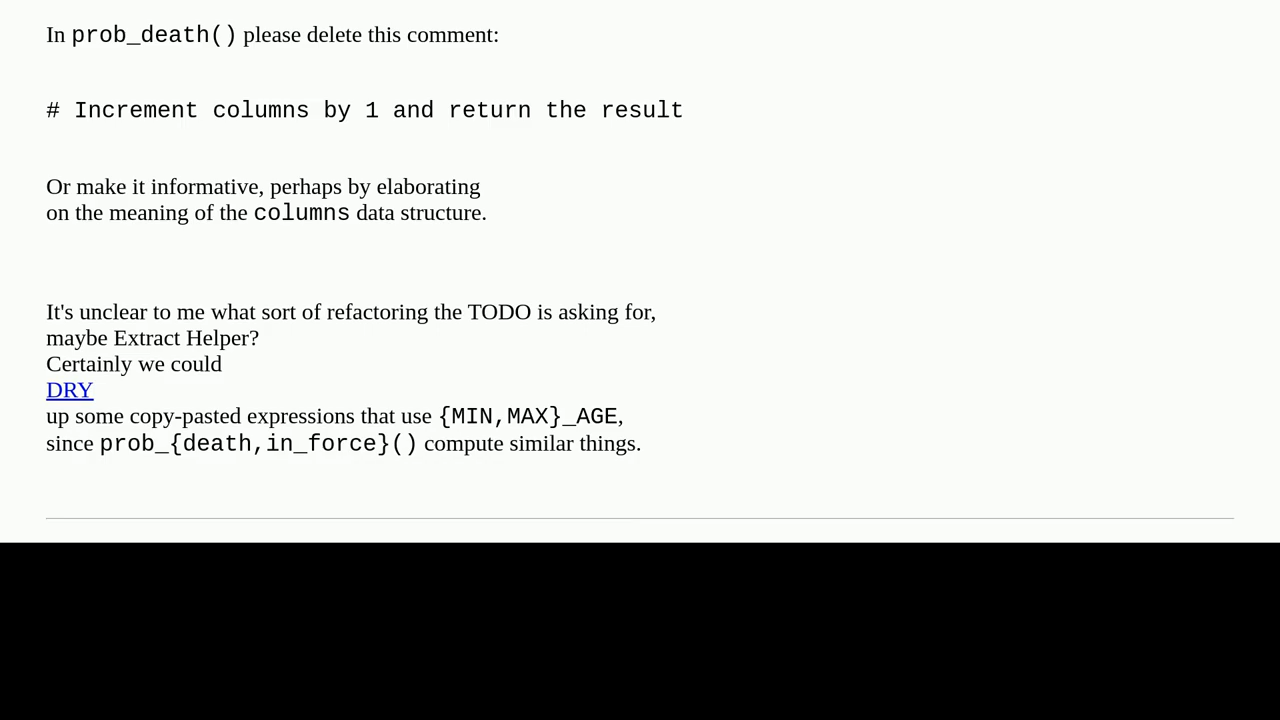 In prob_death() please delete this comment:
# Increment columns by 1 and return the result
Or make it informative, perhaps by elaborating
on the meaning of the columns data structure.
It's unclear to me what sort of refactoring the TODO is asking for,
maybe Extract Helper?
Certainly we could
DRY
up some copy-pasted expressions that use {MIN,MAX}_AGE,
since prob_{death,in_force}() compute similar things.